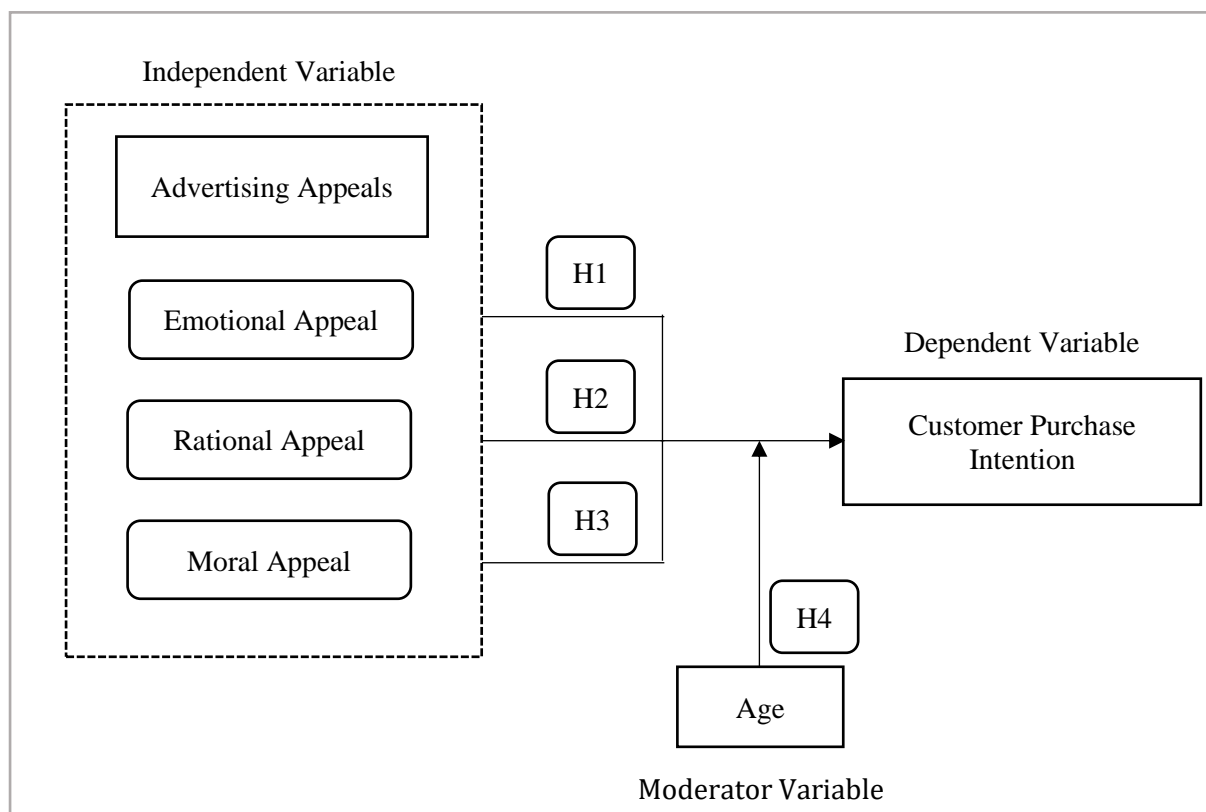 Independent Variable
Advertising Appeals
Emotional Appeal
Rational Appeal
Moral Appeal
H1
H2
H3
Dependent Variable
Customer Purchase
Intention
H4
Age
Moderator Variable